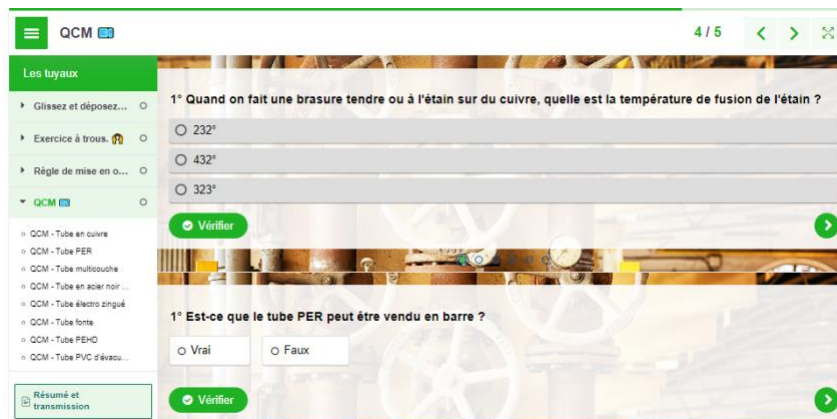 QCM
4 / 5
Les tuyaux
Glissez et déposez...
Exercice à trous.
Règle de mise en o...
QCM
QCM - Tube en cuivre
QCM - Tube PER
QCM - Tube multicouche
QCM - Tube en acier noir ...
QCM - Tube électro zingué
QCM - Tube fonte
QCM - Tube PEHD
QCM - Tube PVC d'évacu...
Résumé et
transmission
1° Quand on fait une brasure tendre ou à l'étain sur du cuivre, quelle est la température de fusion de l'étain ?
232°
432°
323°
Vérifier
1° Est-ce que le tube PER peut être vendu en barre ?
Vrai
Faux
Vérifier